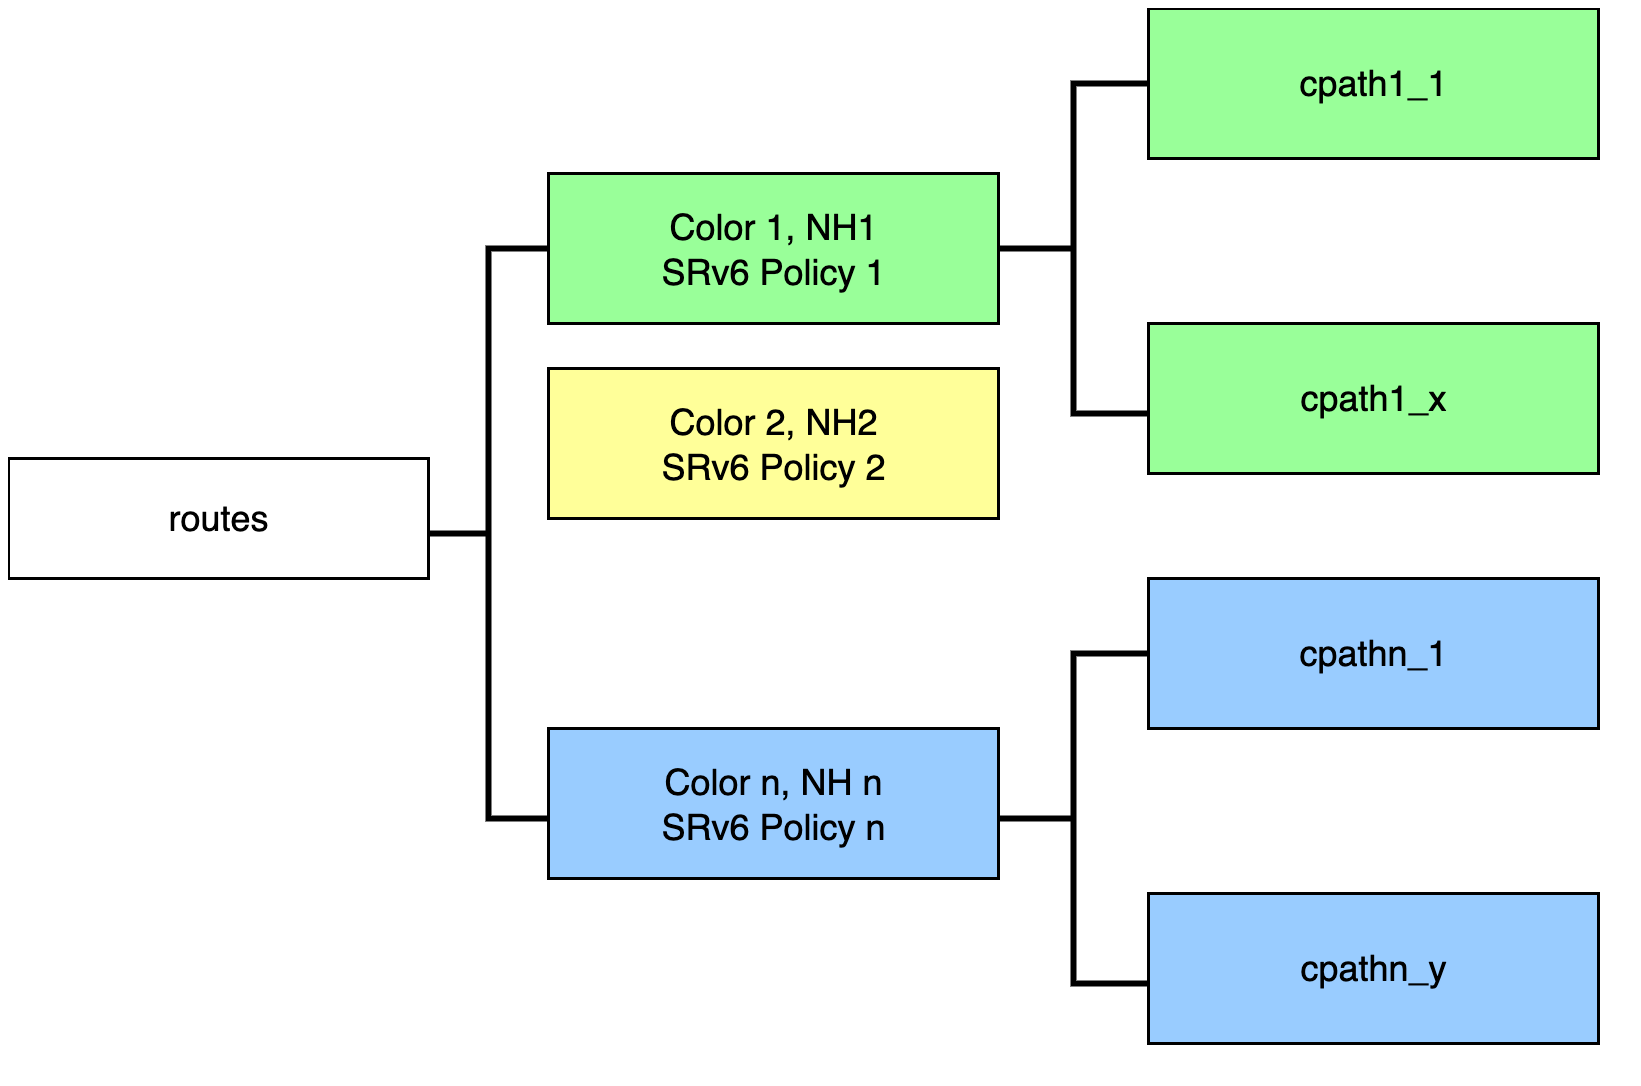 cpath1_1
Color 1, NH1
SRv6 Policy 1
cpath1_x
Color 2, NH2
SRv6 Policy 2
routes
cpathn_1
Color n, NH n
SRv6 Policy n
cpathn_y